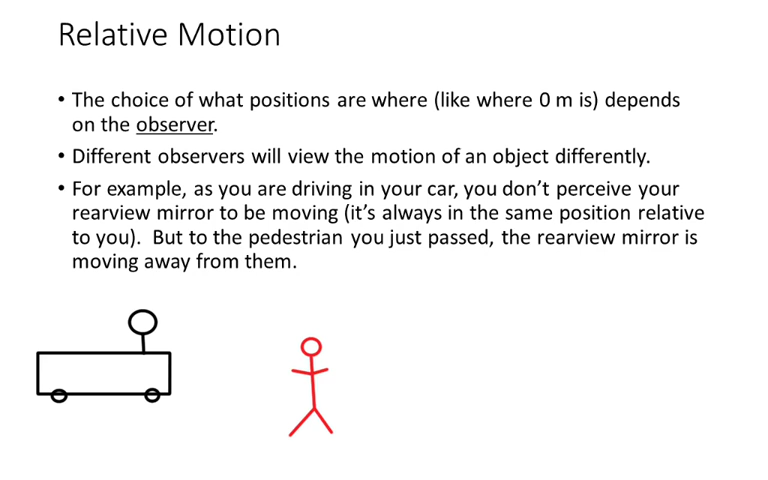 Relative Motion
• The choice of what positions are where (like where 0 m is) depends
on the observer.
• Different observers will view the motion of an object differently.
• For example, as you are driving in your car, you don’t perceive your
rearview mirror to be moving (it’s always in the same position relative
to you).  But to the pedestrian you just passed, the rearview mirror is
moving away from them.